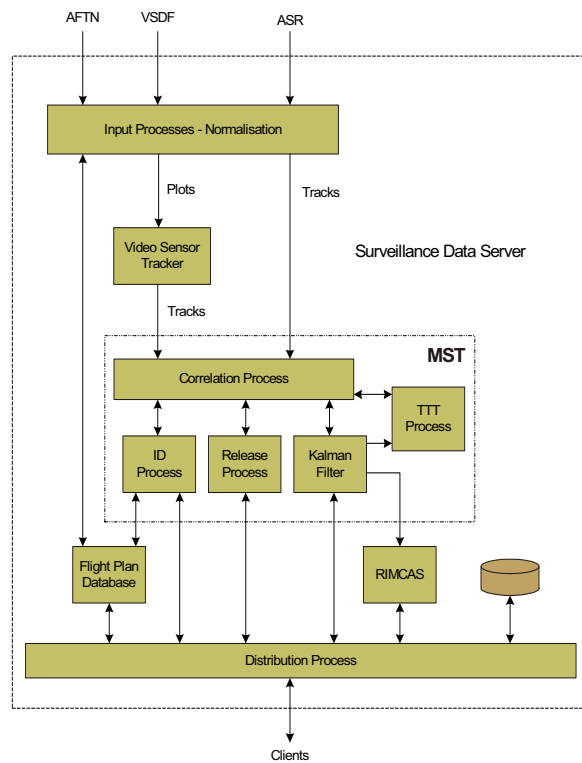 AFTN
VSDF
ASR
Input Processes - Normalisation
Plots
Tracks
Video Sensor
Tracker
Surveillance Data Server
Tracks
MST
Correlation Process
TTT
Process
ID
Process
Release
Process
Kalman
Filter
Flight Plan
Database
RIMCAS
Distribution Process
Clients